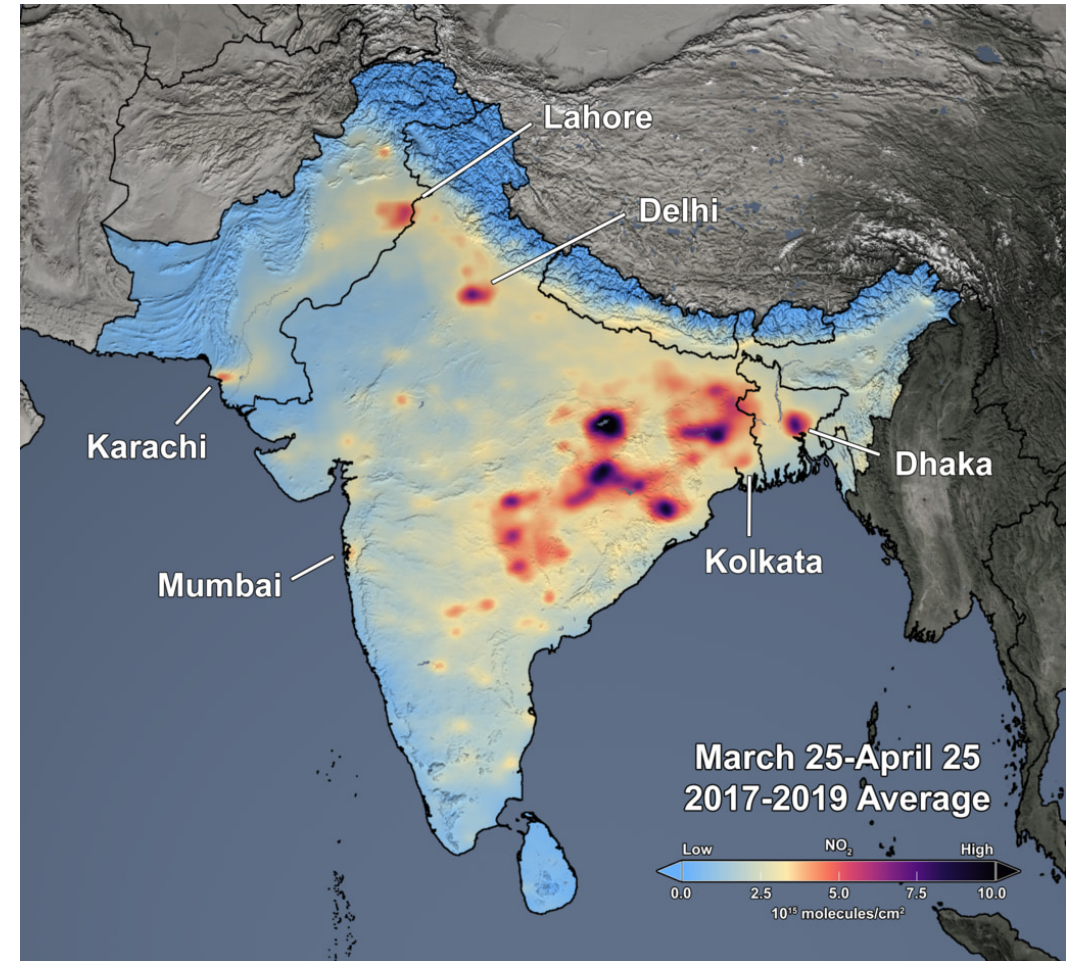 Lahore
Delhi
Karachi
Dhaka
Kolkata
Mumbai
March 25-April 25
2017-2019 Average
Low NO₂ High
0.0 2.5 5.0 7.5 10.0
10¹⁵ molecules/cm²